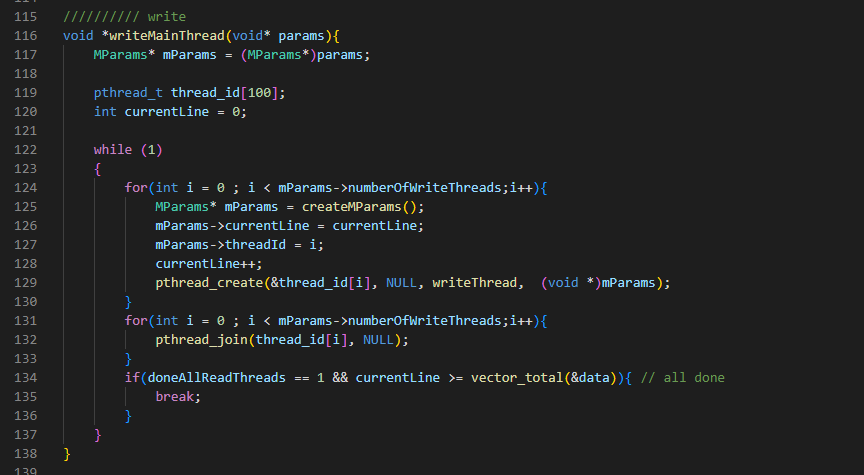 115 ////////// write
116 void *writeMainThread(void* params){
117     MParams* mParams = (MParams*)params;
118
119     pthread_t thread_id[100];
120     int currentLine = 0;
121
122     while (1)
123     {
124         for(int i = 0 ; i < mParams->numberOfWriteThreads;i++){
125             MParams* mParams = createMParams();
126             mParams->currentLine = currentLine;
127             mParams->threadId = i;
128             currentLine++;
129             pthread_create(&thread_id[i], NULL, writeThread,  (void *)mParams);
130         }
131         for(int i = 0 ; i < mParams->numberOfWriteThreads;i++){
132             pthread_join(thread_id[i], NULL);
133         }
134         if(doneAllReadThreads == 1 && currentLine >= vector_total(&data)){ // all done
135             break;
136         }
137     }
138 }